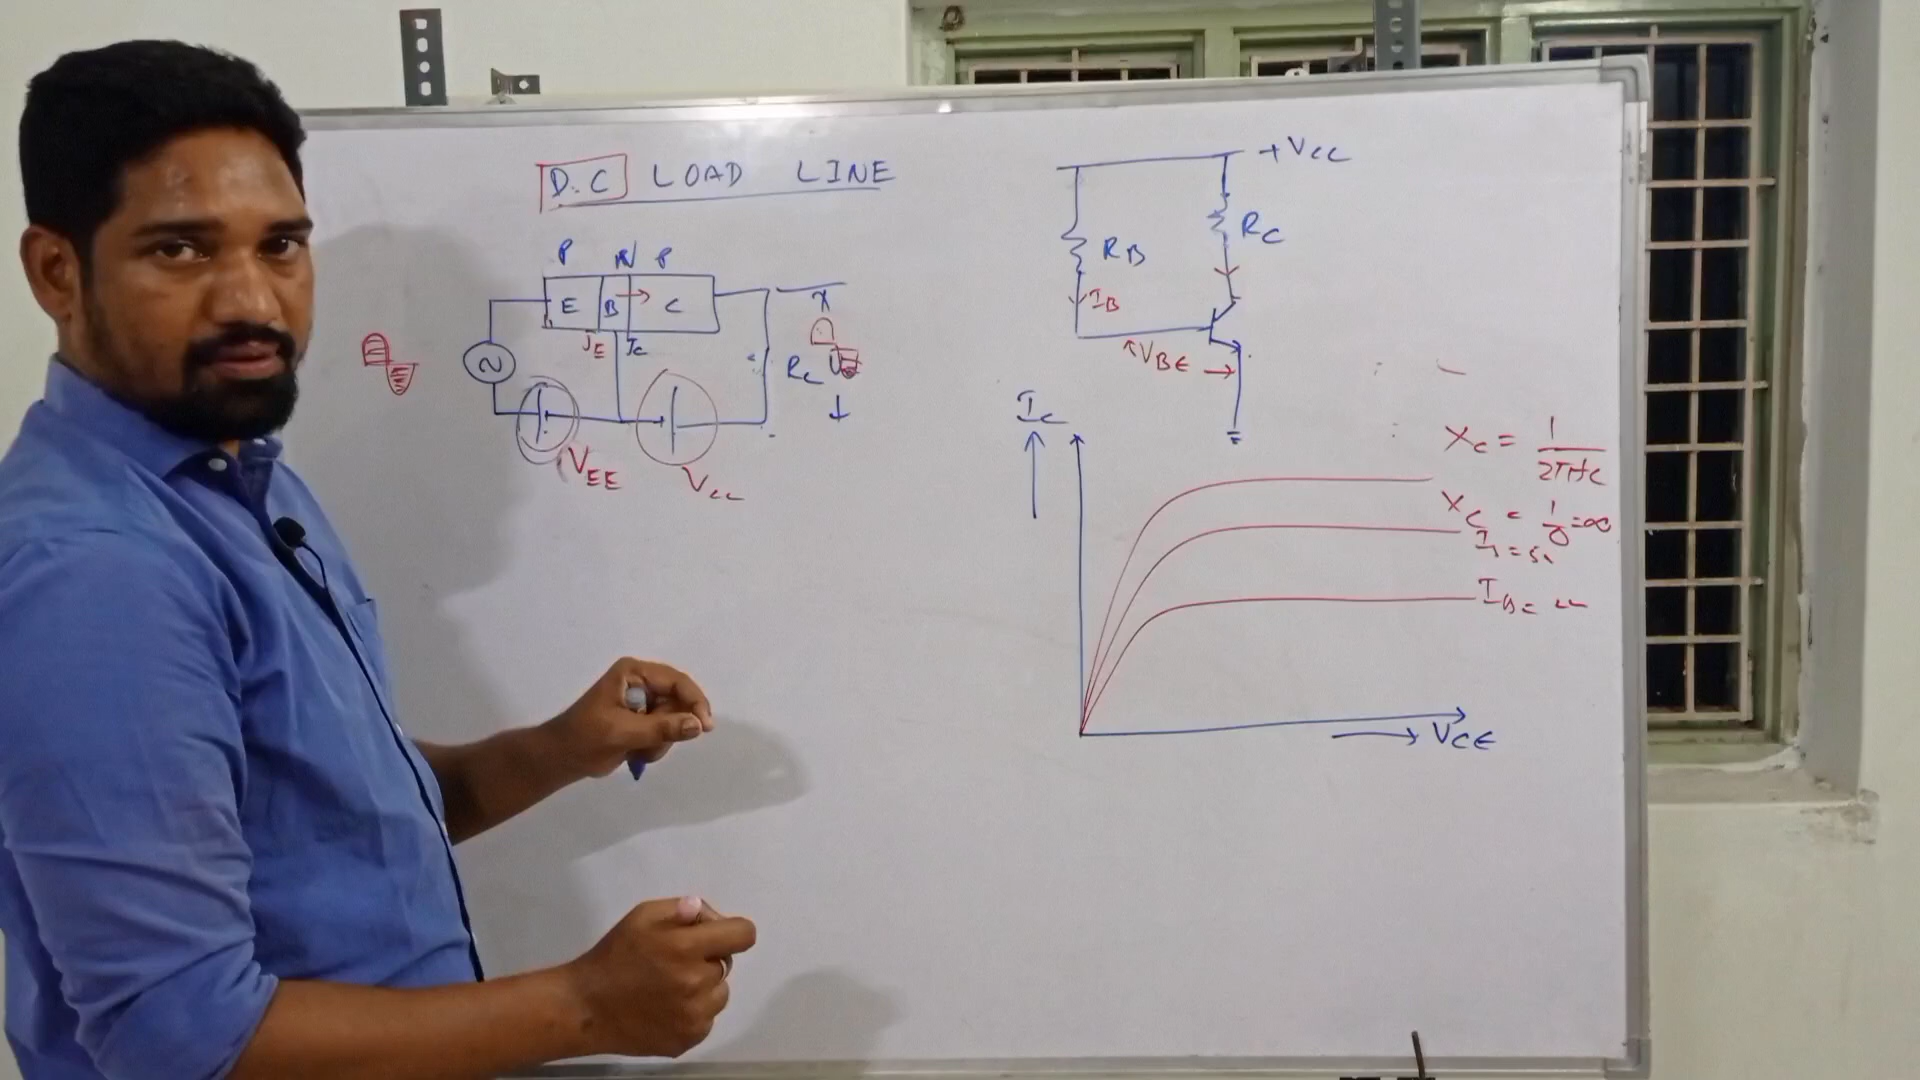 D.C LOAD LINE
P N P
E B C
JE JC
RC
VEE
VCC
+VCC
RB
RC
IB
VBE
IC
XC = 1/2πfC
XC = 1/0 = ∞
IB =
VCE